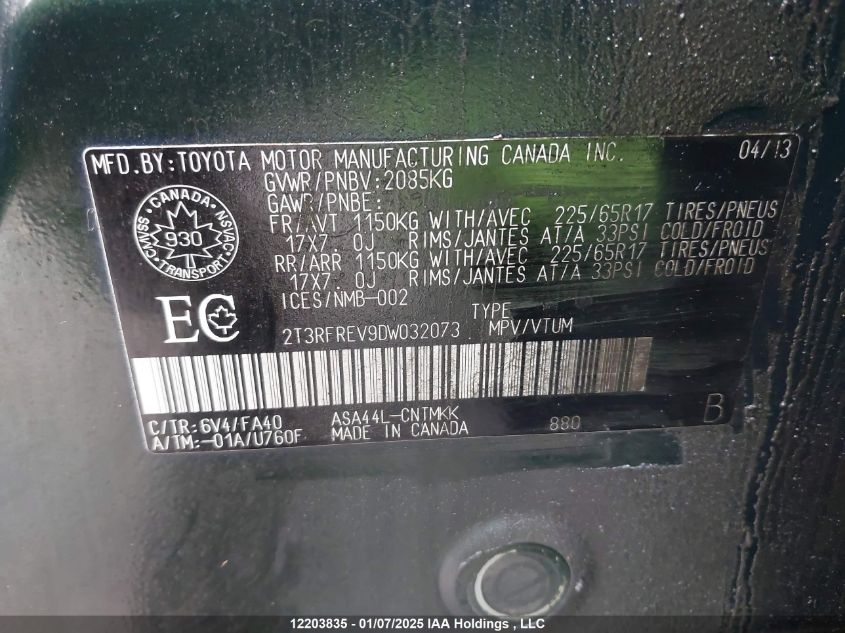 MFD.BY:TOYOTA MOTOR MANUFACTURING CANADA INC. 04/13
GVWR/PNBV:2085KG
GAWR/PNBE:
FR/AVT 1150KG WITH/AVEC 225/65R17 TIRES/PNEUS
17X7.0J RIMS/JANTES AT/A 33PSI COLD/FROID
RR/ARR 1150KG WITH/AVEC 225/65R17 TIRES/PNEUS
17X7.0J RIMS/JANTES AT/A 33PSI COLD/FROID
ICES/NMB-002
CANADA
CMVSS
930
NSVAC
TRANSPORT
EC
TYPE
2T3RFREV9DW032073 MPV/VTUM
C/TR:6V4/FA40 ASA44L-CNTMKK B
A/TM:-01A/U760F MADE IN CANADA 880
12203835 - 01/07/2025 IAA Holdings, LLC